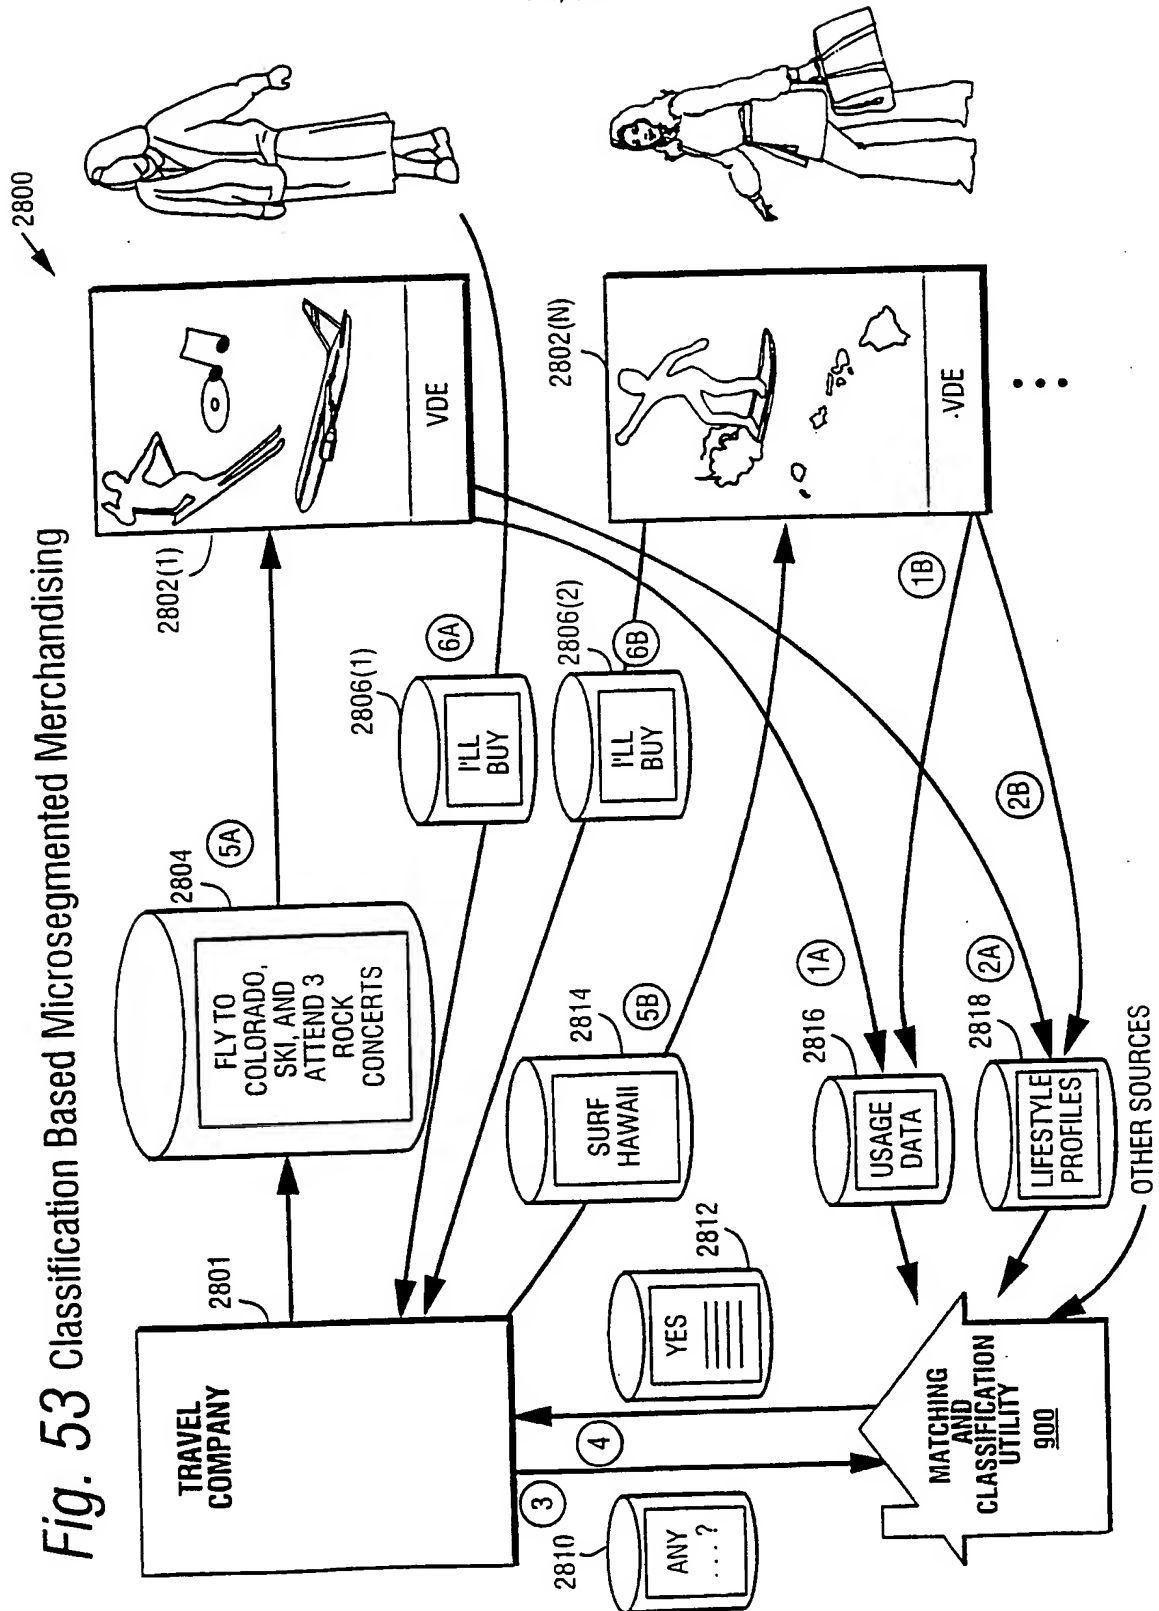 Fig. 53 Classification Based Microsegmented Merchandising
2800
2801
TRAVEL
COMPANY
2804
5A
FLY TO
COLORADO,
SKI, AND
ATTEND 3
ROCK
CONCERTS
2802(1)
VDE
2806(1)
6A
I'LL
BUY
2806(2)
6B
I'LL
BUY
2802(N)
.VDE
2814
5B
SURF
HAWAII
1A
1B
2A
2B
2816
USAGE
DATA
2818
LIFESTYLE
PROFILES
OTHER SOURCES
3
4
2810
ANY
....?
2812
YES
MATCHING
AND
CLASSIFICATION
UTILITY
900